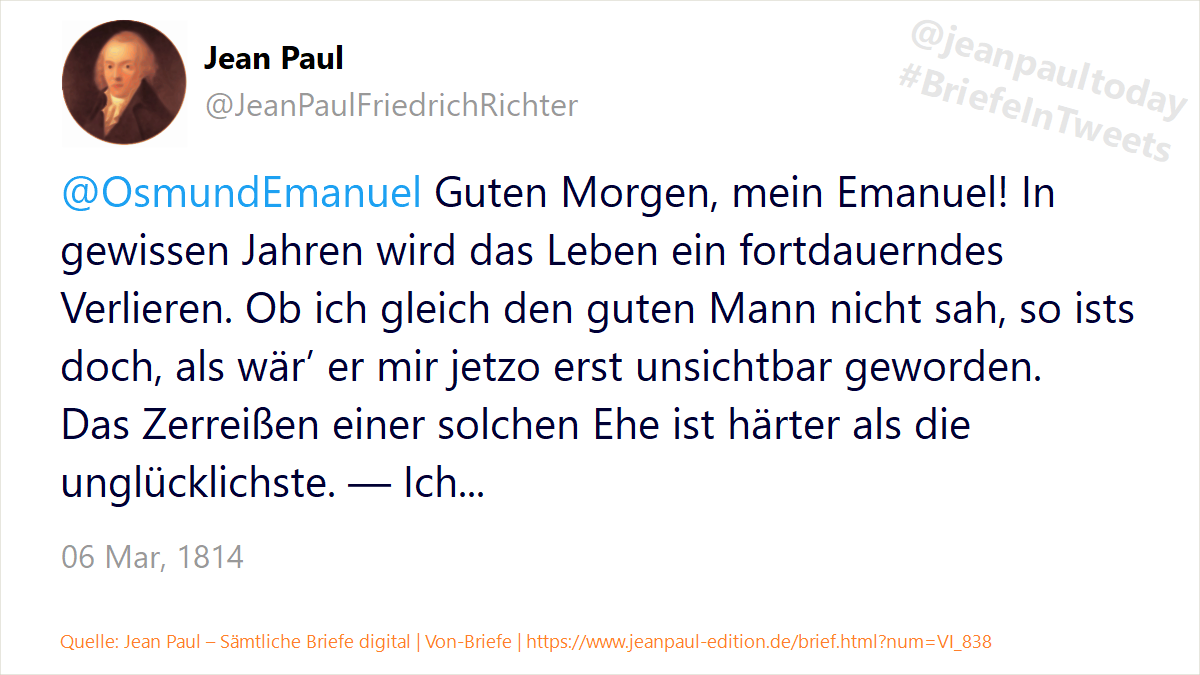 Jean Paul
@JeanPaulFriedrichRichter
@jeanpaultoday
#BriefeInTweets
@OsmundEmanuel Guten Morgen, mein Emanuel! In
gewissen Jahren wird das Leben ein fortdauerndes
Verlieren. Ob ich gleich den guten Mann nicht sah, so ists
doch, als wär’ er mir jetzo erst unsichtbar geworden.
Das Zerreißen einer solchen Ehe ist härter als die
unglücklichste. — Ich...
06 Mar, 1814
Quelle: Jean Paul – Sämtliche Briefe digital | Von-Briefe | https://www.jeanpaul-edition.de/brief.html?num=VI_838